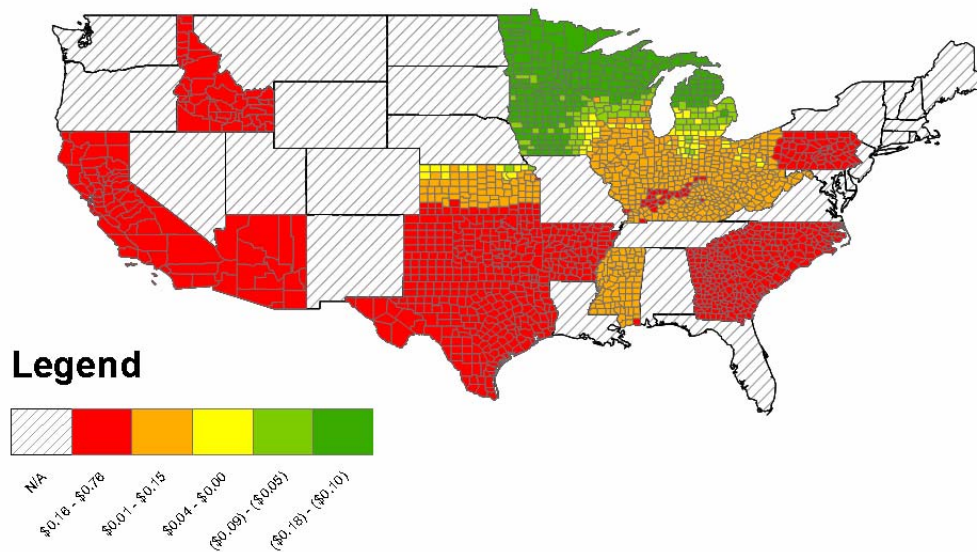 Legend
N/A
$0.16 - $0.76
$0.01 - $0.15
$0.04 - $0.00
($0.09) - ($0.05)
($0.18) - ($0.10)